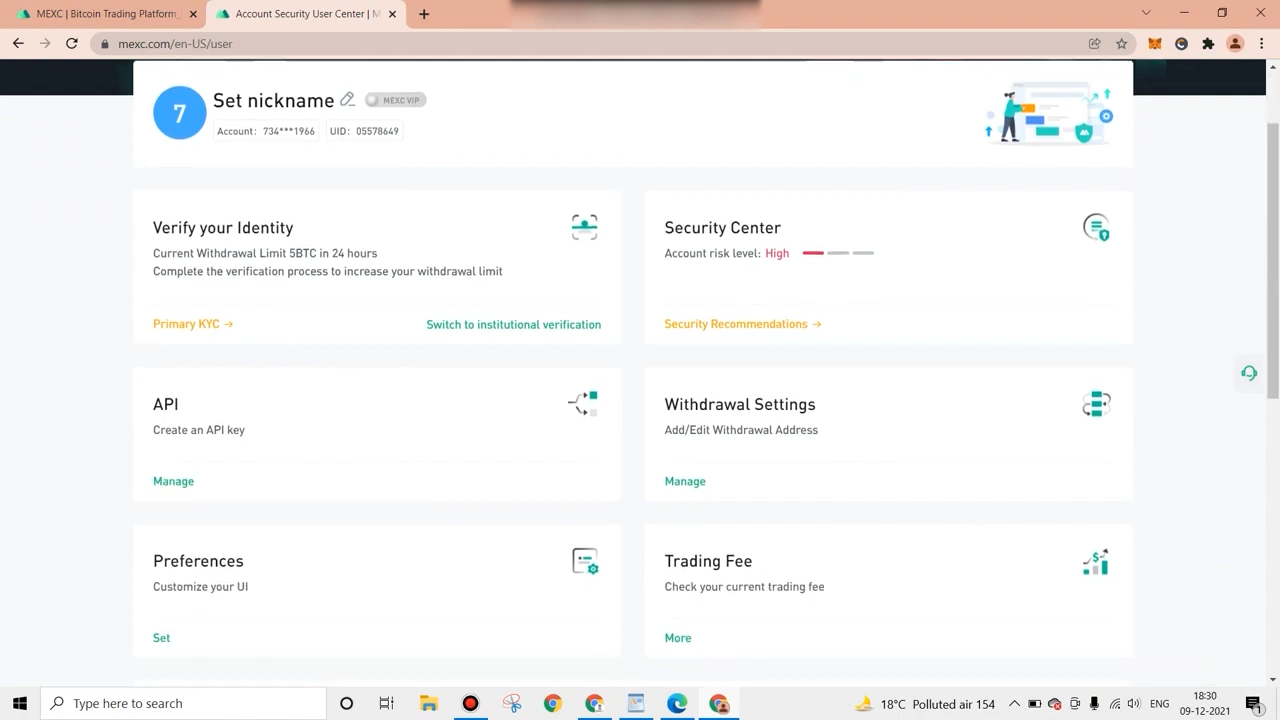 MEXC | Bitcoin Trading Platform_
Account Security User Center | M
mexc.com/en-US/user
7
Set nickname
MEXC VIP
Account: 734***1966
UID: 05578649
Verify your Identity
Current Withdrawal Limit 5BTC in 24 hours
Complete the verification process to increase your withdrawal limit
Primary KYC →
Switch to institutional verification
Security Center
Account risk level: High
Security Recommendations →
API
Create an API key
Manage
Withdrawal Settings
Add/Edit Withdrawal Address
Manage
Preferences
Customize your UI
Set
Trading Fee
Check your current trading fee
More
Type here to search
18°C Polluted air 154
ENG
18:30
09-12-2021
1